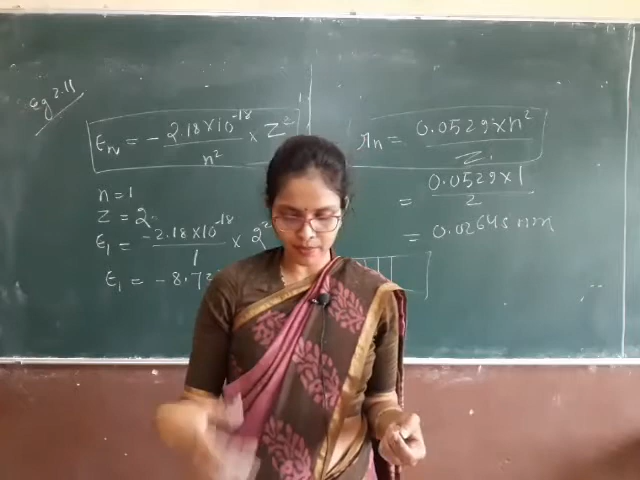 eg 2.11
En = - 2.18×10^-18 / n² × Z²
n = 1
Z = 2
E1 = -2.18×10^-18 / 1 × 2²
E1 = - 8.72
rn = 0.0529×n² / Z
= 0.0529×1 / 2
= 0.02645 nm